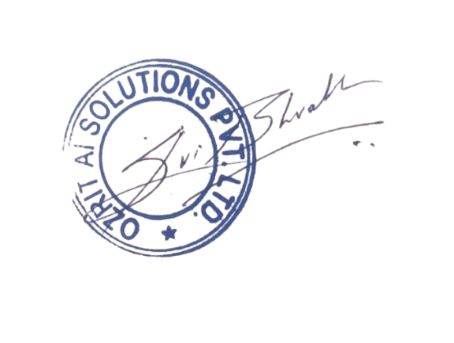 OZRIT Ai SOLUTIONS PVT. LTD.